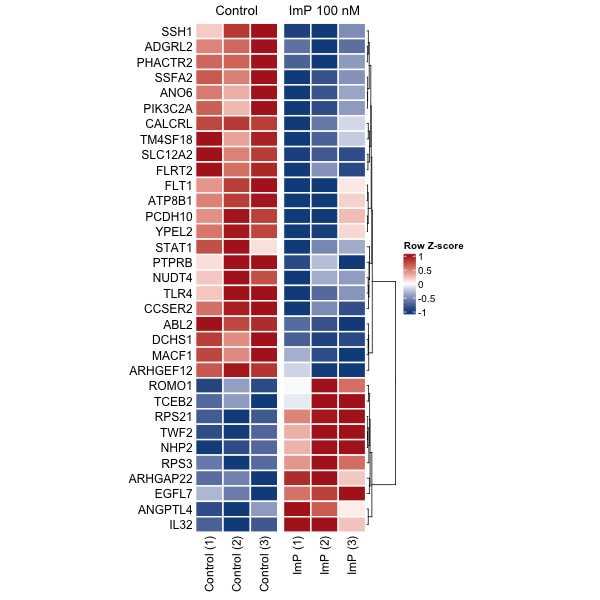 Control ImP 100 nM
SSH1
ADGRL2
PHACTR2
SSFA2
ANO6
PIK3C2A
CALCRL
TM4SF18
SLC12A2
FLRT2
FLT1
ATP8B1
PCDH10
YPEL2
STAT1
PTPRB
NUDT4
TLR4
CCSER2
ABL2
DCHS1
MACF1
ARHGEF12
ROMO1
TCEB2
RPS21
TWF2
NHP2
RPS3
ARHGAP22
EGFL7
ANGPTL4
IL32
Row Z-score
1
0.5
0
-0.5
-1
Control (1)
Control (2)
Control (3)
ImP (1)
ImP (2)
ImP (3)